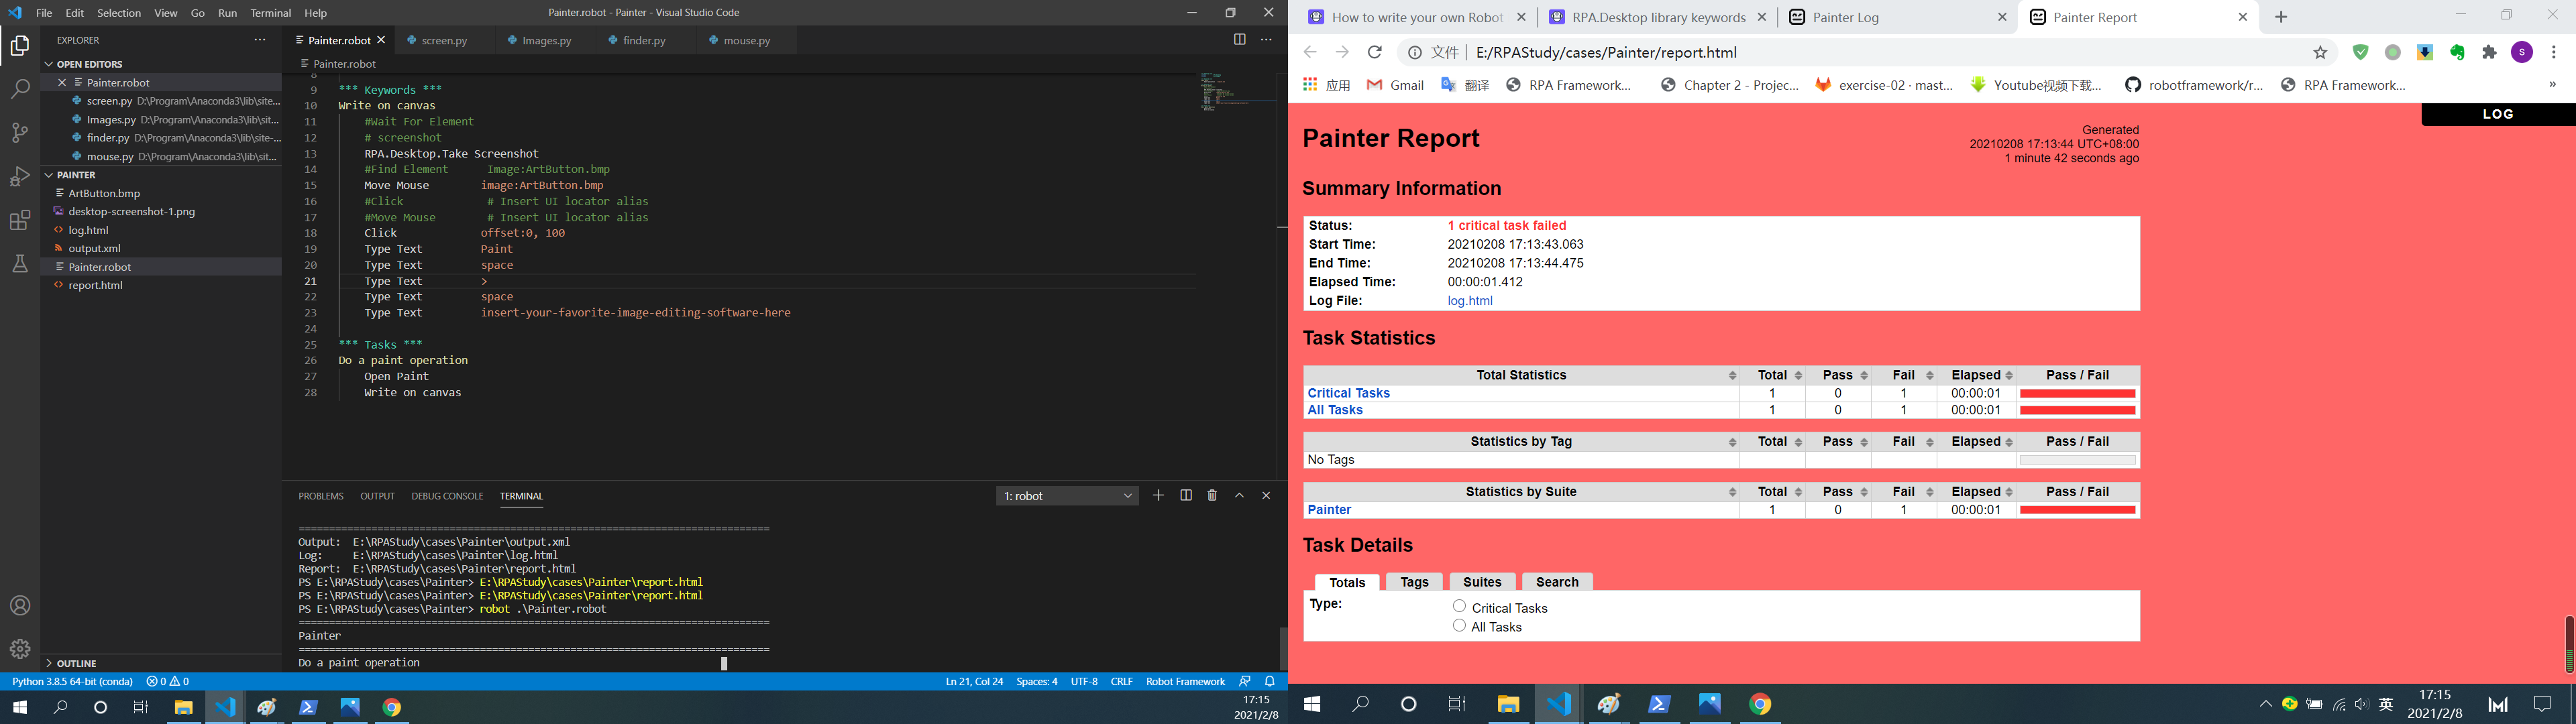 File Edit Selection View Go Run Terminal Help
Painter.robot - Painter - Visual Studio Code
EXPLORER
OPEN EDITORS
Painter.robot
screen.py D:\Program\Anaconda3\lib\site...
Images.py D:\Program\Anaconda3\lib\sit...
finder.py D:\Program\Anaconda3\lib\site-...
mouse.py D:\Program\Anaconda3\lib\sit...
PAINTER
ArtButton.bmp
desktop-screenshot-1.png
log.html
output.xml
Painter.robot
report.html
OUTLINE
Painter.robot screen.py Images.py finder.py mouse.py
Painter.robot
8
9 *** Keywords ***
10 Write on canvas
11 #Wait For Element
12 # screenshot
13 RPA.Desktop.Take Screenshot
14 #Find Element Image:ArtButton.bmp
15 Move Mouse image:ArtButton.bmp
16 #Click # Insert UI locator alias
17 #Move Mouse # Insert UI locator alias
18 Click offset:0, 100
19 Type Text Paint
20 Type Text space
21 Type Text >
22 Type Text space
23 Type Text insert-your-favorite-image-editing-software-here
24
25 *** Tasks ***
26 Do a paint operation
27 Open Paint
28 Write on canvas
PROBLEMS OUTPUT DEBUG CONSOLE TERMINAL
1: robot
==============================================================================
Output: E:\RPAStudy\cases\Painter\output.xml
Log: E:\RPAStudy\cases\Painter\log.html
Report: E:\RPAStudy\cases\Painter\report.html
PS E:\RPAStudy\cases\Painter> E:\RPAStudy\cases\Painter\report.html
PS E:\RPAStudy\cases\Painter> E:\RPAStudy\cases\Painter\report.html
PS E:\RPAStudy\cases\Painter> robot .\Painter.robot
==============================================================================
Painter
==============================================================================
Do a paint operation
Python 3.8.5 64-bit (conda) 0 0
Ln 21, Col 24 Spaces: 4 UTF-8 CRLF Robot Framework
17:15
2021/2/8
How to write your own Robot RPA.Desktop library keywords Painter Log Painter Report
文件 | E:/RPAStudy/cases/Painter/report.html
S
应用 Gmail 翻译 RPA Framework... Chapter 2 - Projec... exercise-02 · mast... Youtube视频下载... robotframework/r... RPA Framework... »
LOG
Painter Report
Generated
20210208 17:13:44 UTC+08:00
1 minute 42 seconds ago
Summary Information
Status: 1 critical task failed
Start Time: 20210208 17:13:43.063
End Time: 20210208 17:13:44.475
Elapsed Time: 00:00:01.412
Log File: log.html
Task Statistics
Total Statistics Total Pass Fail Elapsed Pass / Fail
Critical Tasks 1 0 1 00:00:01
All Tasks 1 0 1 00:00:01
Statistics by Tag Total Pass Fail Elapsed Pass / Fail
No Tags
Statistics by Suite Total Pass Fail Elapsed Pass / Fail
Painter 1 0 1 00:00:01
Task Details
Totals Tags Suites Search
Type: Critical Tasks
All Tasks
英
17:15
2021/2/8